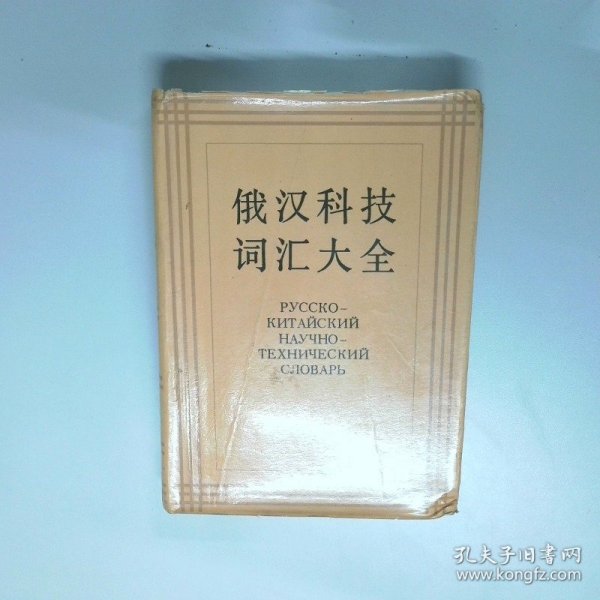 俄汉科技
词汇大全
РУССКО-
КИТАЙСКИЙ
НАУЧНО-
ТЕХНИЧЕСКИЙ
СЛОВАРЬ
孔夫子旧书网
www.kongfz.com